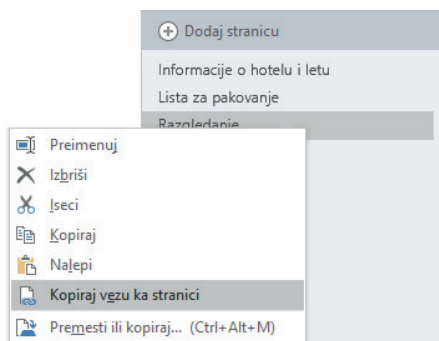 Dodaj stranicu
Informacije o hotelu i letu
Lista za pakovanje
Razgledanje
Preimenuj
Izbriši
Iseci
Kopiraj
Nalepi
Kopiraj vezu ka stranici
Premesti ili kopiraj... (Ctrl+Alt+M)